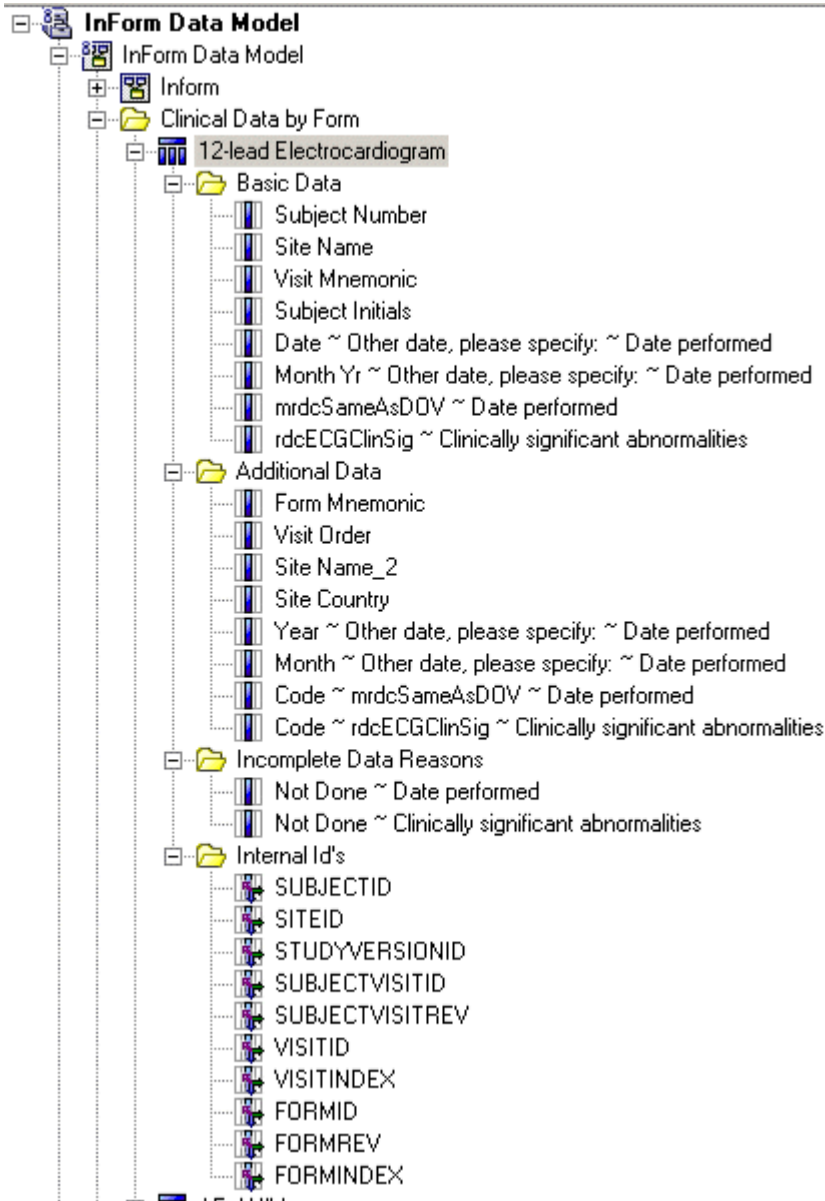 InForm Data Model
InForm Data Model
Inform
Clinical Data by Form
12-lead Electrocardiogram
Basic Data
Subject Number
Site Name
Visit Mnemonic
Subject Initials
Date ~ Other date, please specify: ~ Date performed
Month Yr ~ Other date, please specify: ~ Date performed
mrdcSameAsDOV ~ Date performed
rdcECGClinSig ~ Clinically significant abnormalities
Additional Data
Form Mnemonic
Visit Order
Site Name_2
Site Country
Year ~ Other date, please specify: ~ Date performed
Month ~ Other date, please specify: ~ Date performed
Code ~ mrdcSameAsDOV ~ Date performed
Code ~ rdcECGClinSig ~ Clinically significant abnormalities
Incomplete Data Reasons
Not Done ~ Date performed
Not Done ~ Clinically significant abnormalities
Internal Id's
SUBJECTID
SITEID
STUDYVERSIONID
SUBJECTVISITID
SUBJECTVISITREV
VISITID
VISITINDEX
FORMID
FORMREV
FORMINDEX